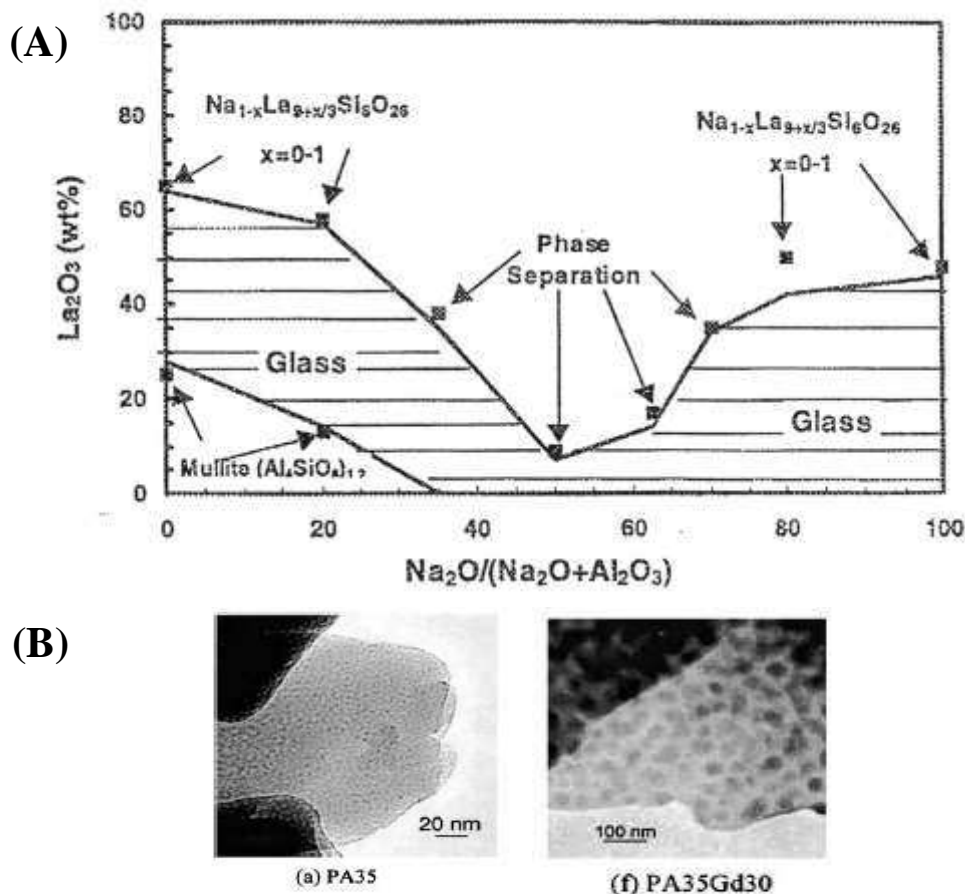 (A)
100
80
60
40
20
0
La₂O₃ (wt%)
Na₁₋ₓLa₉₊ₓ/₃Si₆O₂₆
x=0-1
Na₁₋ₓLa₉₊ₓ/₃Si₆O₂₆
x=0-1
Phase
Separation
Glass
Glass
Mullite
0 20 40 60 80 100
Na₂O/(Na₂O+Al₂O₃)
(B)
20 nm
100 nm
(a) PA35
(f) PA35Gd30